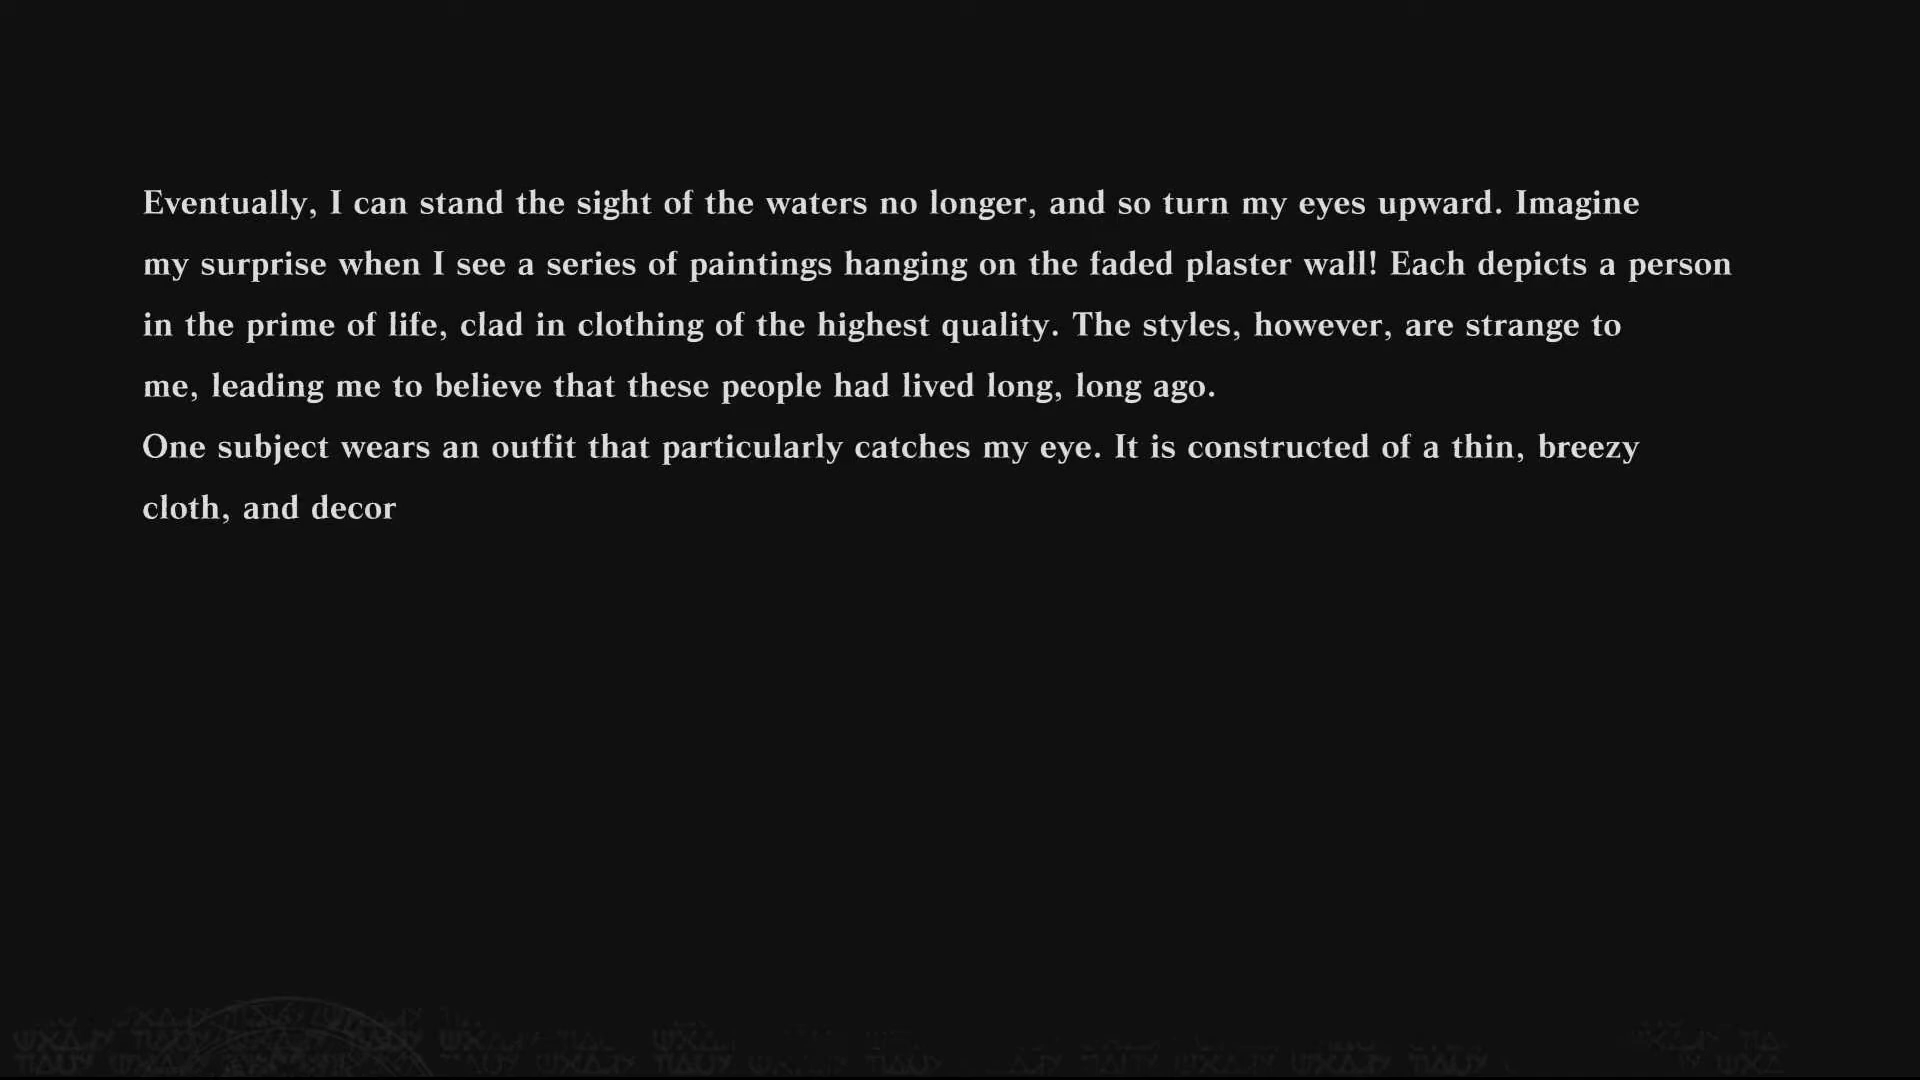 Eventually, I can stand the sight of the waters no longer, and so turn my eyes upward. Imagine
my surprise when I see a series of paintings hanging on the faded plaster wall! Each depicts a person
in the prime of life, clad in clothing of the highest quality. The styles, however, are strange to
me, leading me to believe that these people had lived long, long ago.
One subject wears an outfit that particularly catches my eye. It is constructed of a thin, breezy
cloth, and decor